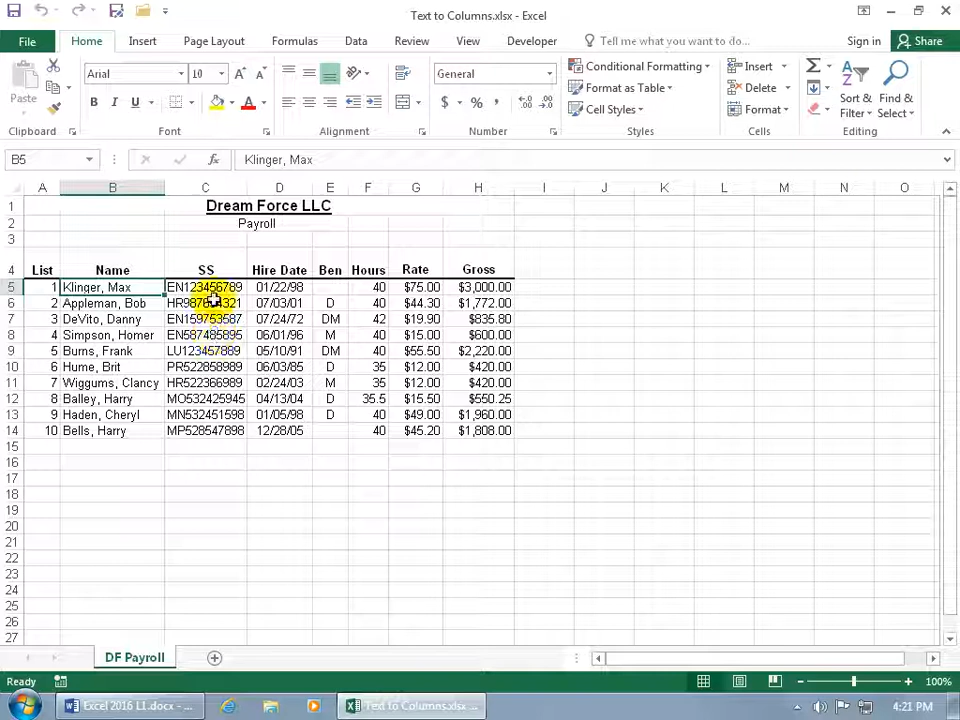 Text to Columns.xlsx - Excel
File Home Insert Page Layout Formulas Data Review View Developer Tell me what you want to do... Sign in Share
Paste Arial 10 General Conditional Formatting Insert
Format as Table Delete Sort & Find &
B I U A $ % , Cell Styles Format Filter Select
Clipboard Font Alignment Number Styles Cells Editing
B5 fx Klinger, Max
A B C D E F G H I J K L M N O
1 Dream Force LLC
2 Payroll
3
4 List Name SS Hire Date Ben Hours Rate Gross
5 1 Klinger, Max EN123456789 01/22/98 40 $75.00 $3,000.00
6 2 Appleman, Bob 07/03/01 D 40 $44.30 $1,772.00
7 3 DeVito, Danny EN159753587 07/24/72 DM 42 $19.90 $835.80
8 4 Simpson, Homer EN587485895 06/01/96 M 40 $15.00 $600.00
9 5 Burns, Frank LU123457889 05/10/91 DM 40 $55.50 $2,220.00
10 6 Hume, Brit PR522858989 06/03/85 D 35 $12.00 $420.00
11 7 Wiggums, Clancy HR522366989 02/24/03 M 35 $12.00 $420.00
12 8 Balley, Harry MO532425945 04/13/04 D 35.5 $15.50 $550.25
13 9 Haden, Cheryl MN532451598 01/05/98 D 40 $49.00 $1,960.00
14 10 Bells, Harry MP528547898 12/28/05 40 $45.20 $1,808.00
15
16
17
18
19
20
21
22
23
24
25
26
27
DF Payroll
Ready 100%
Excel 2016 L1.docx - ... Text to Columns.xlsx ... 4:21 PM